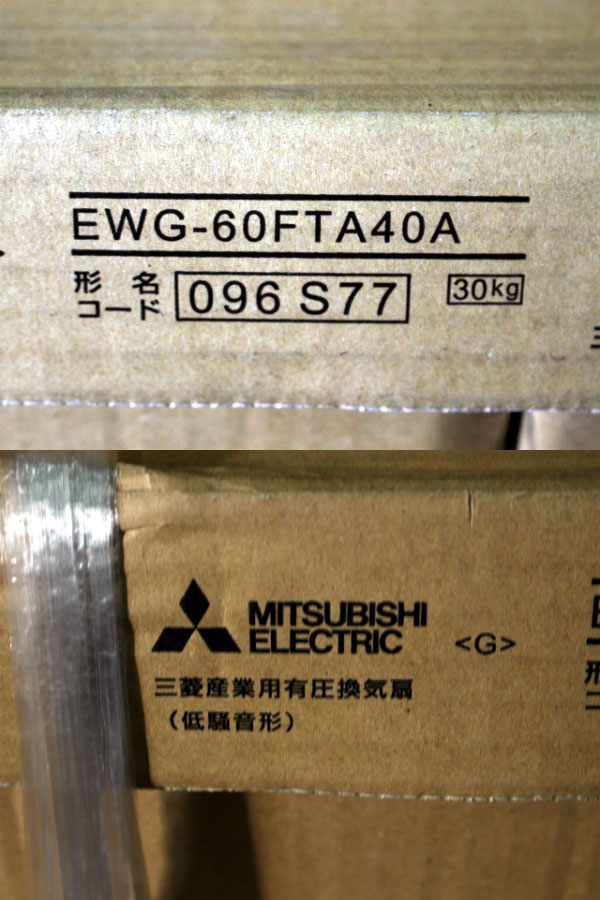 EWG-60FTA40A
形名
コード
096 S77
30kg
MITSUBISHI
ELECTRIC
<G>
三菱産業用有圧換気扇
(低騒音形)
形